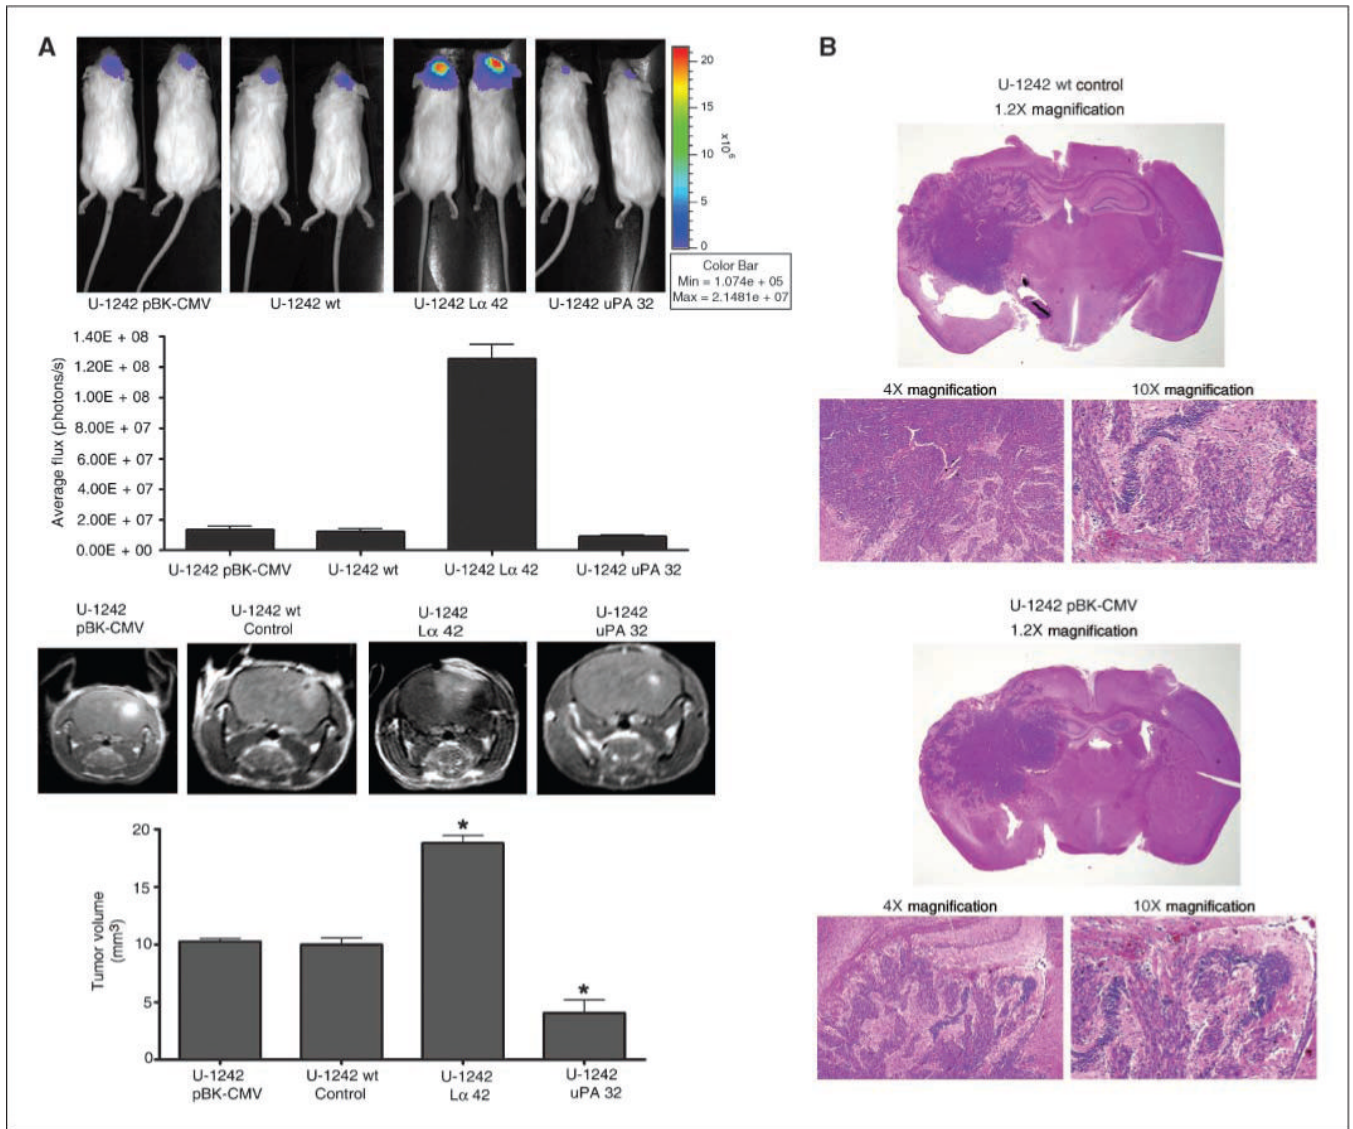 A
20
15
10
5
0
x10⁶
Color Bar
Min = 1.074e + 05
Max = 2.1481e + 07
U-1242 pBK-CMV
U-1242 wt
U-1242 Lα 42
U-1242 uPA 32
1.40E + 08
1.20E + 08
1.00E + 08
8.00E + 07
6.00E + 07
4.00E + 07
2.00E + 07
0.00E + 00
Average flux (photons/s)
U-1242 pBK-CMV
U-1242 wt
U-1242 Lα 42
U-1242 uPA 32
U-1242
pBK-CMV
U-1242 wt
Control
U-1242
Lα 42
U-1242
uPA 32
20
15
10
5
0
Tumor volume
(mm³)
*
*
U-1242
pBK-CMV
U-1242 wt
Control
U-1242
Lα 42
U-1242
uPA 32
B
U-1242 wt control
1.2X magnification
4X magnification
10X magnification
U-1242 pBK-CMV
1.2X magnification
4X magnification
10X magnification